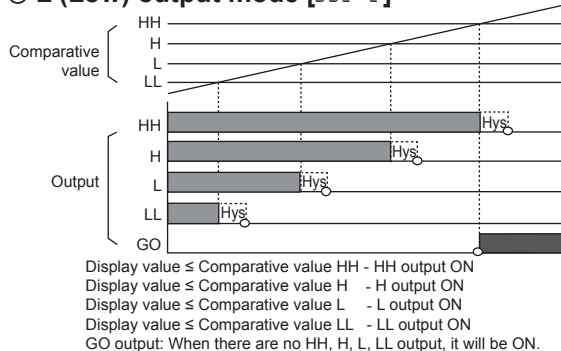 L (Low) output mode
HH
H
L
LL
Comparative
value
HH
H
L
LL
GO
Output
Hys
Hys
Hys
Hys
Display value ≤ Comparative value HH - HH output ON
Display value ≤ Comparative value H - H output ON
Display value ≤ Comparative value L - L output ON
Display value ≤ Comparative value LL - LL output ON
GO output: When there are no HH, H, L, LL output, it will be ON.